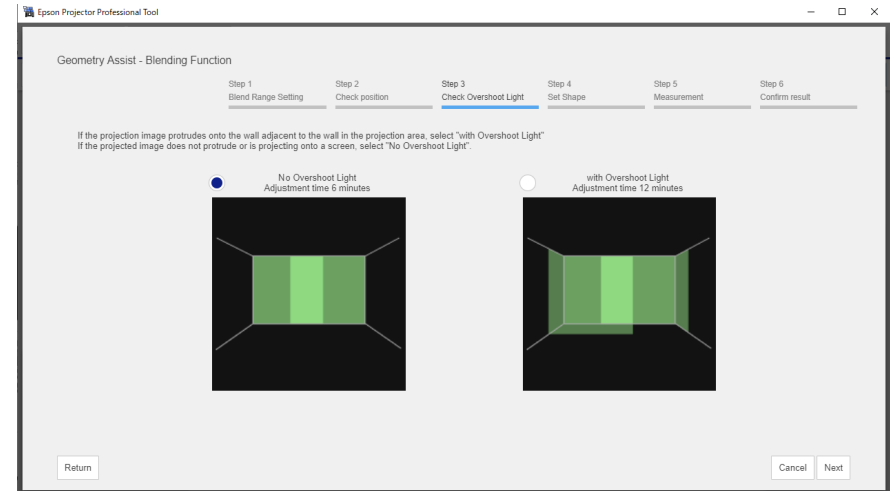 Epson Projector Professional Tool
Geometry Assist - Blending Function
Step 1
Blend Range Setting
Step 2
Check position
Step 3
Check Overshoot Light
Step 4
Set Shape
Step 5
Measurement
Step 6
Confirm result
If the projection image protrudes onto the wall adjacent to the wall in the projection area, select "with Overshoot Light"
If the projected image does not protrude or is projecting onto a screen, select "No Overshoot Light".
No Overshoot Light
Adjustment time 6 minutes
with Overshoot Light
Adjustment time 12 minutes
Return
Cancel
Next